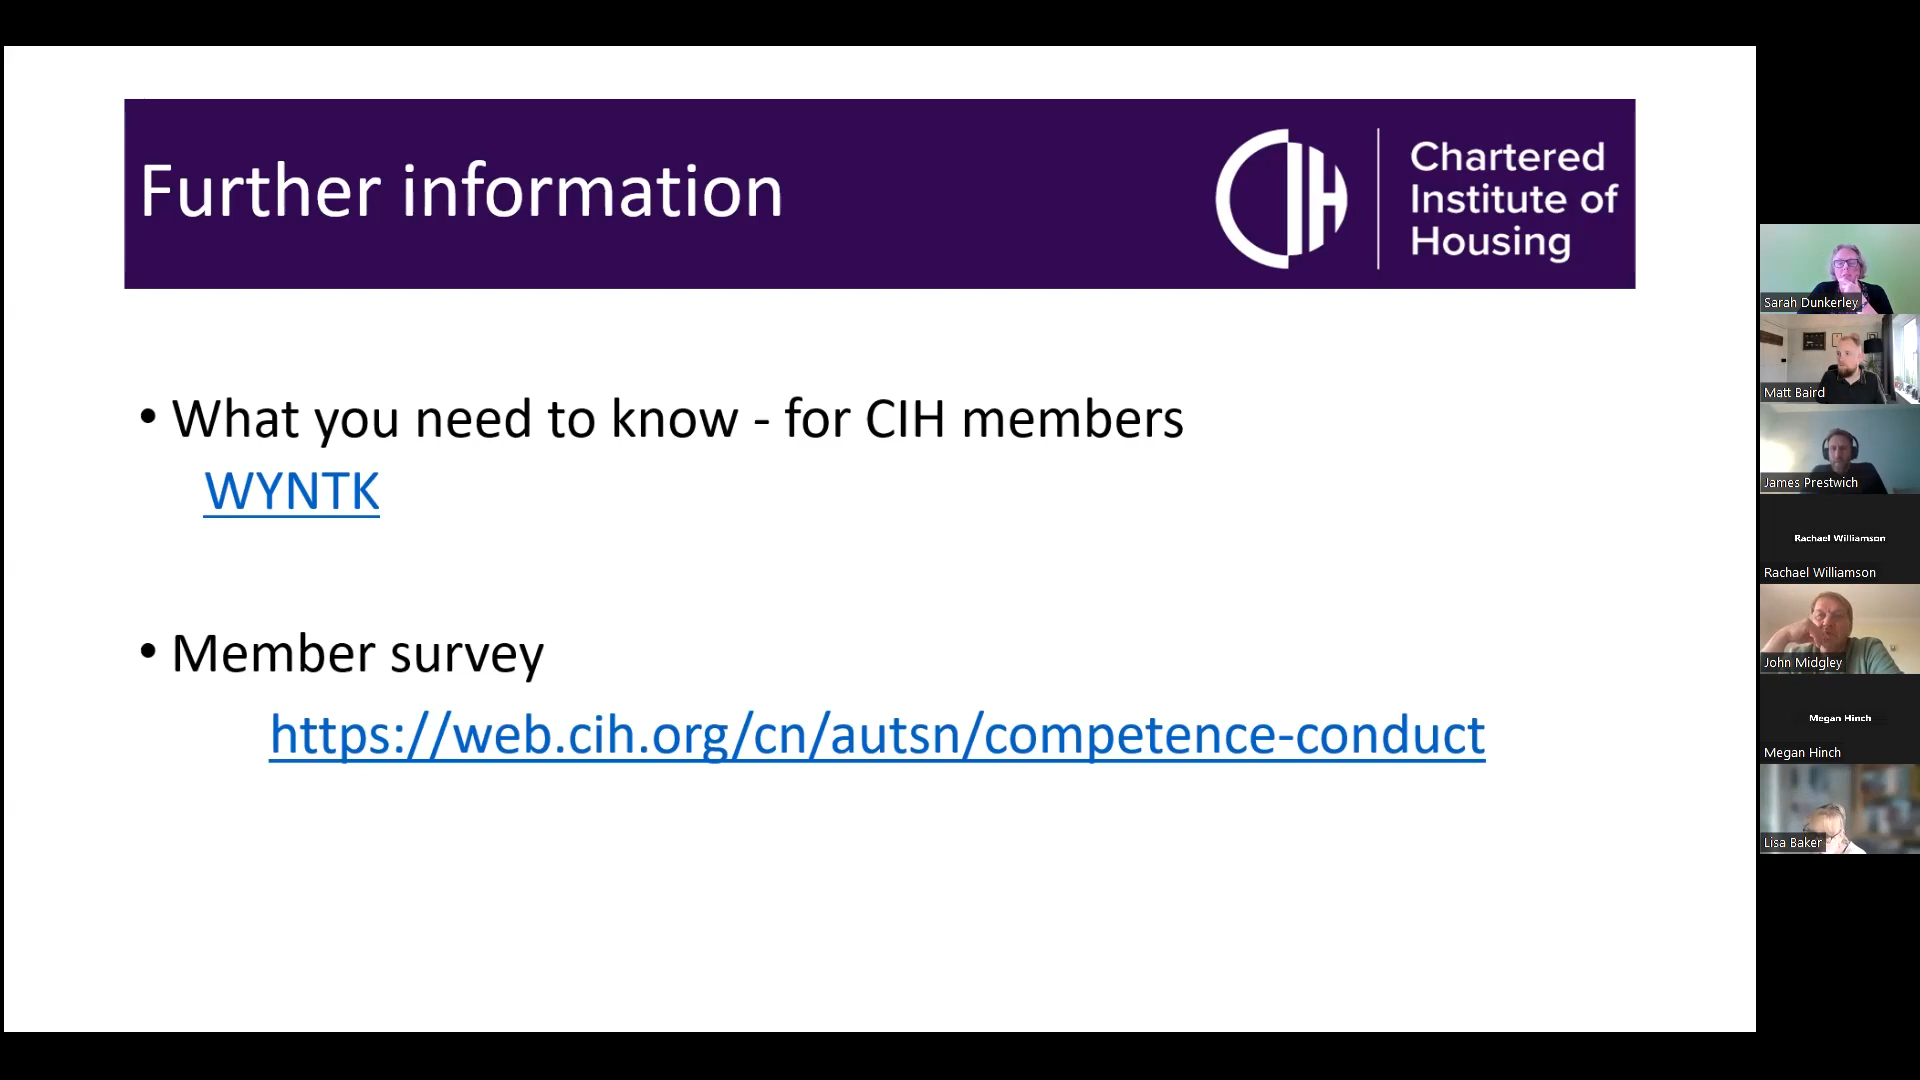 Further information
CIH
Chartered
Institute of
Housing
• What you need to know - for CIH members
WYNTK
• Member survey
https://web.cih.org/cn/autsn/competence-conduct
Sarah Dunkerley
Matt Baird
James Prestwich
Rachael Williamson
Rachael Williamson
John Midgley
Megan Hinch
Megan Hinch
Lisa Baker